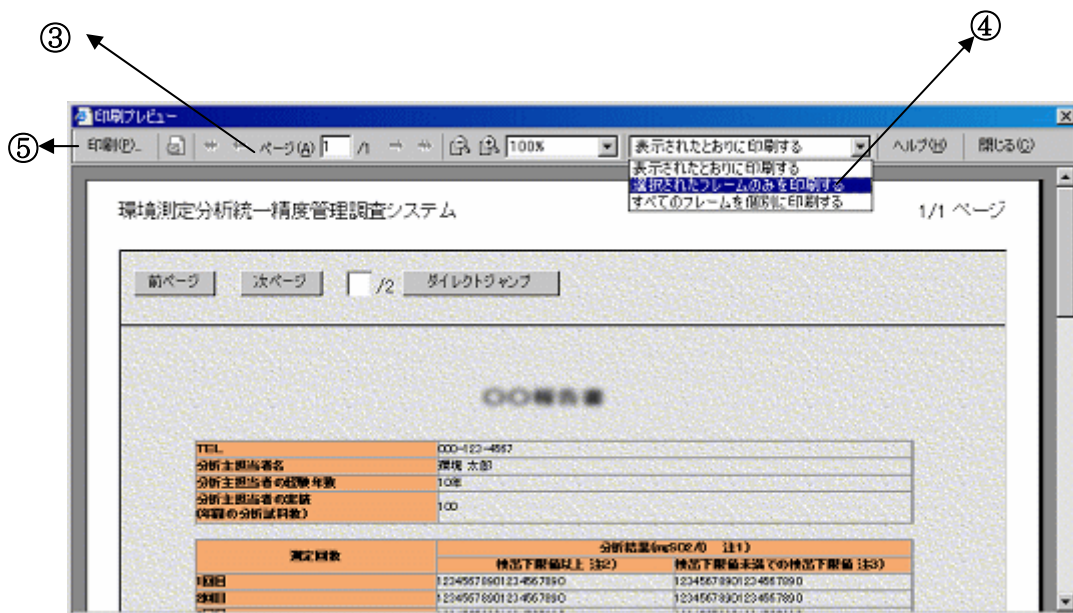 ③
④
⑤
印刷プレビュー
印刷(P)... ページ(A) 1 /1 100% 表示されたとおりに印刷する ヘルプ(H) 閉じる(C)
表示されたとおりに印刷する
選択されたフレームのみを印刷する
すべてのフレームを個別に印刷する
環境測定分析統一精度管理調査システム 1/1 ページ
前ページ 次ページ /2 ダイレクトジャンプ
〇〇報告書
TEL 000-123-4567
分析主担当者名 環境 太郎
分析主担当者の経験年数 10年
分析主担当者の実績
(年間の分析試料数) 100
測定回数 分析結果(mgSO2/l) 注1)
検出下限値以上 注2) 検出下限値未満での検出下限値 注3)
1回目 12345678901234567890 12345678901234567890
2回目 12345678901234567890 12345678901234567890